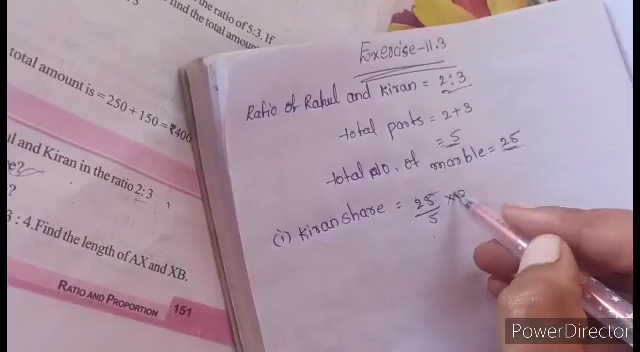 the ratio of 5:3. If
find the total amount
total amount is = 250 + 150 = ₹400
ul and Kiran in the ratio 2:3
e?
?
3 : 4. Find the length of AX and XB.
RATIO AND PROPORTION 151
Exercise-11.3
Ratio of Rahul and Kiran = 2:3
total parts = 2+3
= 5
total No. of marble = 25
(i) Kiran share = 25/5 ×
PowerDirector